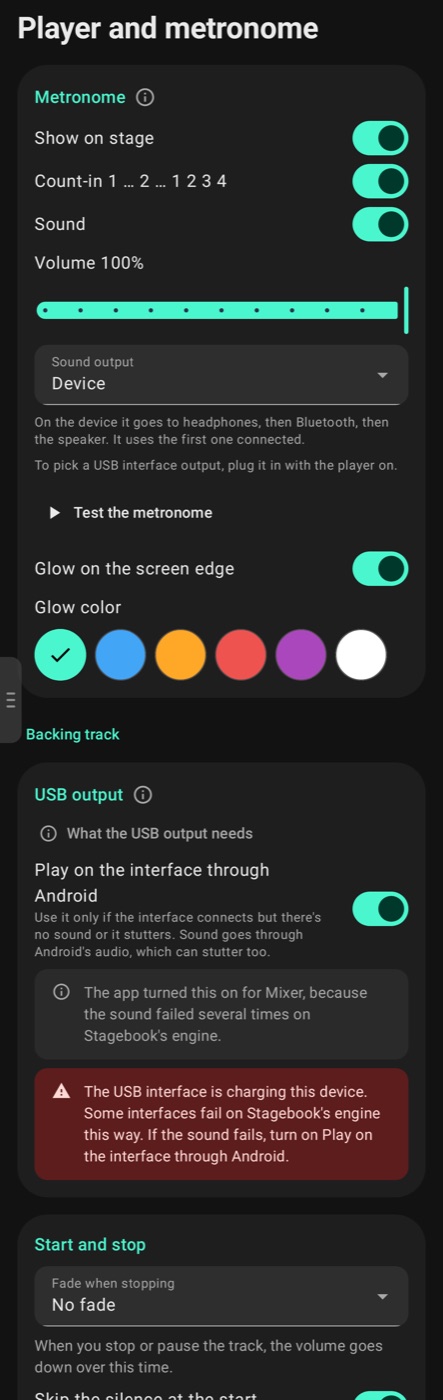 Player and metronome
Metronome
Show on stage
Count-in 1 ... 2 ... 1 2 3 4
Sound
Volume 100%
Sound output
Device
On the device it goes to headphones, then Bluetooth, then
the speaker. It uses the first one connected.
To pick a USB interface output, plug it in with the player on.
Test the metronome
Glow on the screen edge
Glow color
Backing track
USB output
What the USB output needs
Play on the interface through
Android
Use it only if the interface connects but there's
no sound or it stutters. Sound goes through
Android's audio, which can stutter too.
The app turned this on for Mixer, because
the sound failed several times on
Stagebook's engine.
The USB interface is charging this device.
Some interfaces fail on Stagebook's engine
this way. If the sound fails, turn on Play on
the interface through Android.
Start and stop
Fade when stopping
No fade
When you stop or pause the track, the volume goes
down over this time.
Skip the silence at the start